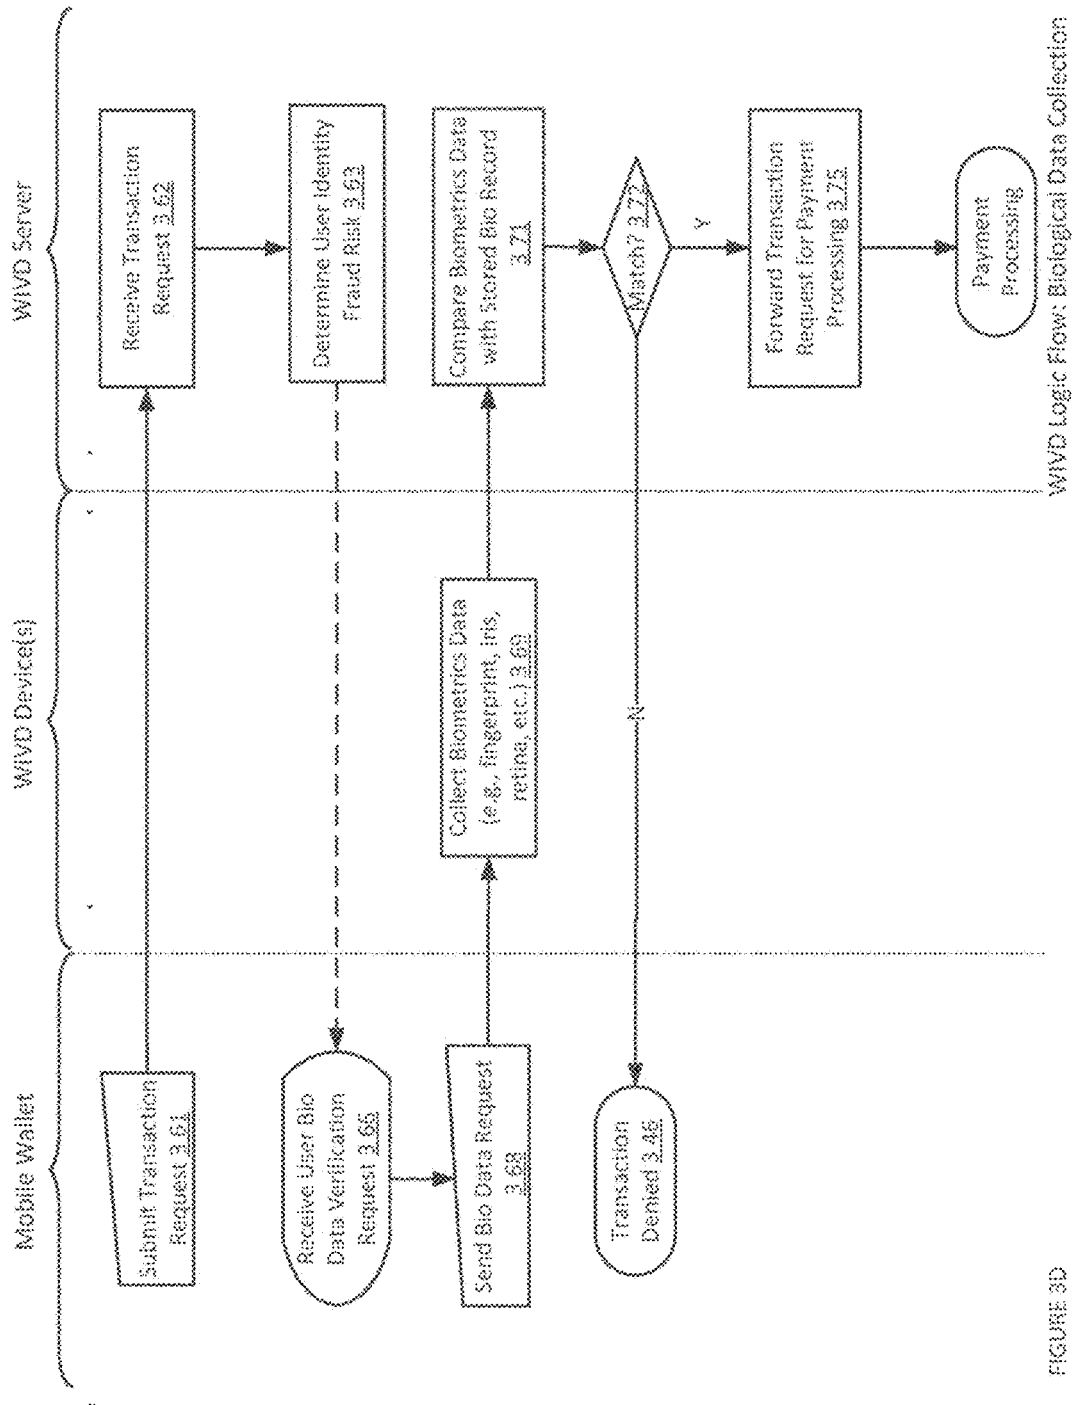 Mobile Wallet
WIVD Device(s)
WIVD Server
Submit Transaction
Request 3.61
Receive Transaction
Request 3.62
Determine User Identity
Fraud Risk 3.63
Receive User Bio
Data Verification
Request 3.66
Send Bio Data Request
3.68
Collect Biometrics Data
(e.g., fingerprint, iris,
retina, etc.) 3.69
Compare Biometrics Data
with Stored Bio Record
3.71
Match? 3.72
N
Y
Transaction
Denied 3.46
Forward Transaction
Request for Payment
Processing 3.75
Payment
Processing
FIGURE 3D
WIVD Logic Flow: Biological Data Collection